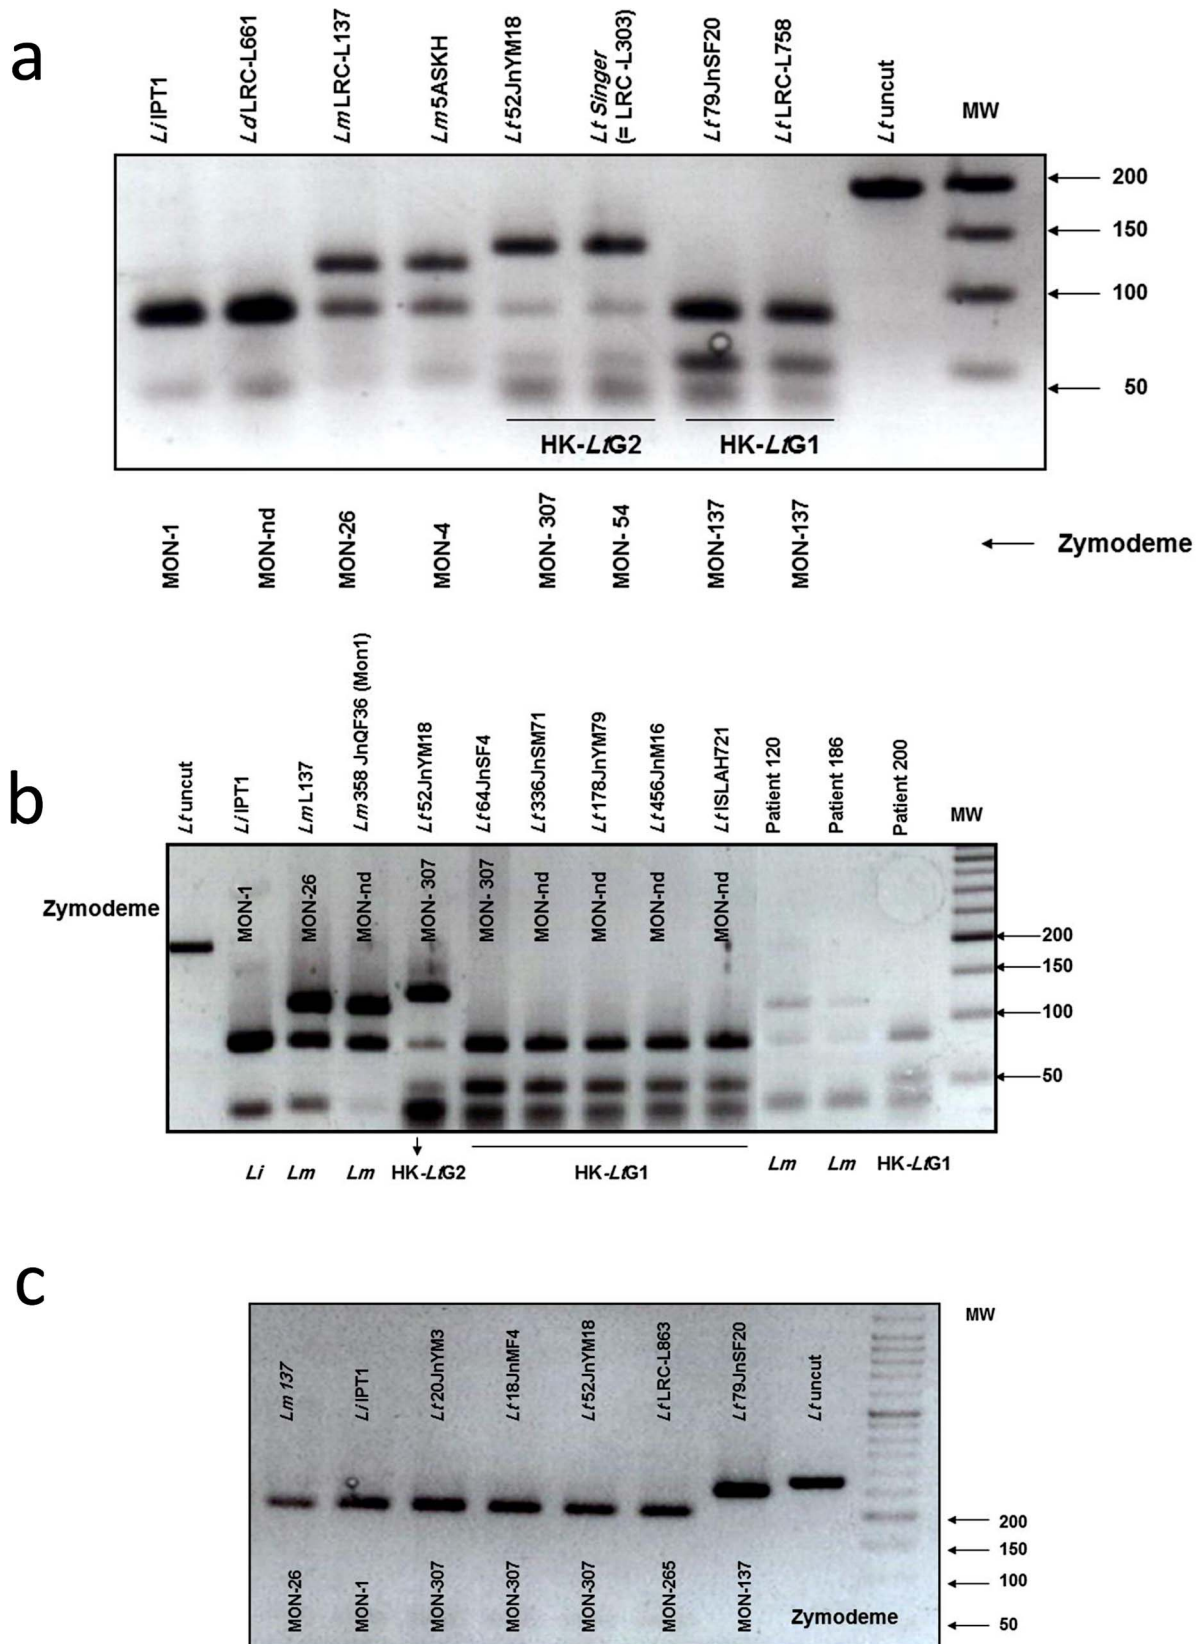 a
Li IPT1
Ld LRC-L661
Lm LRC-L137
Lm 5ASKH
Lt 52JnYM18
Lt Singer
(= LRC -L303)
Lt 79JnSF20
Lt LRC-L758
Lt uncut
MW
200
150
100
50
HK-LtG2
HK-LtG1
MON-1
MON-nd
MON-26
MON-4
MON- 307
MON- 54
MON-137
MON-137
Zymodeme
b
Lt uncut
Li IPT1
Lm L137
Lm 358 JnQF36 (Mon1)
Lt 52JnYM18
Lt 64JnSF4
Lt 336JnSM71
Lt 178JnYM79
Lt 456JnM16
Lt ISLAH721
Patient 120
Patient 186
Patient 200
MW
Zymodeme
MON-1
MON-26
MON-nd
MON- 307
MON- 307
MON-nd
MON-nd
MON-nd
MON-nd
200
150
100
50
Li
Lm
Lm
HK-LtG2
HK-LtG1
Lm
Lm
HK-LtG1
c
MW
Lm 137
Li IPT1
Lt 20JnYM3
Lt 18JnMF4
Lt 52JnYM18
Lt LRC-L863
Lt 79JnSF20
Lt uncut
200
150
100
50
MON-26
MON-1
MON-307
MON-307
MON-307
MON-265
MON-137
Zymodeme